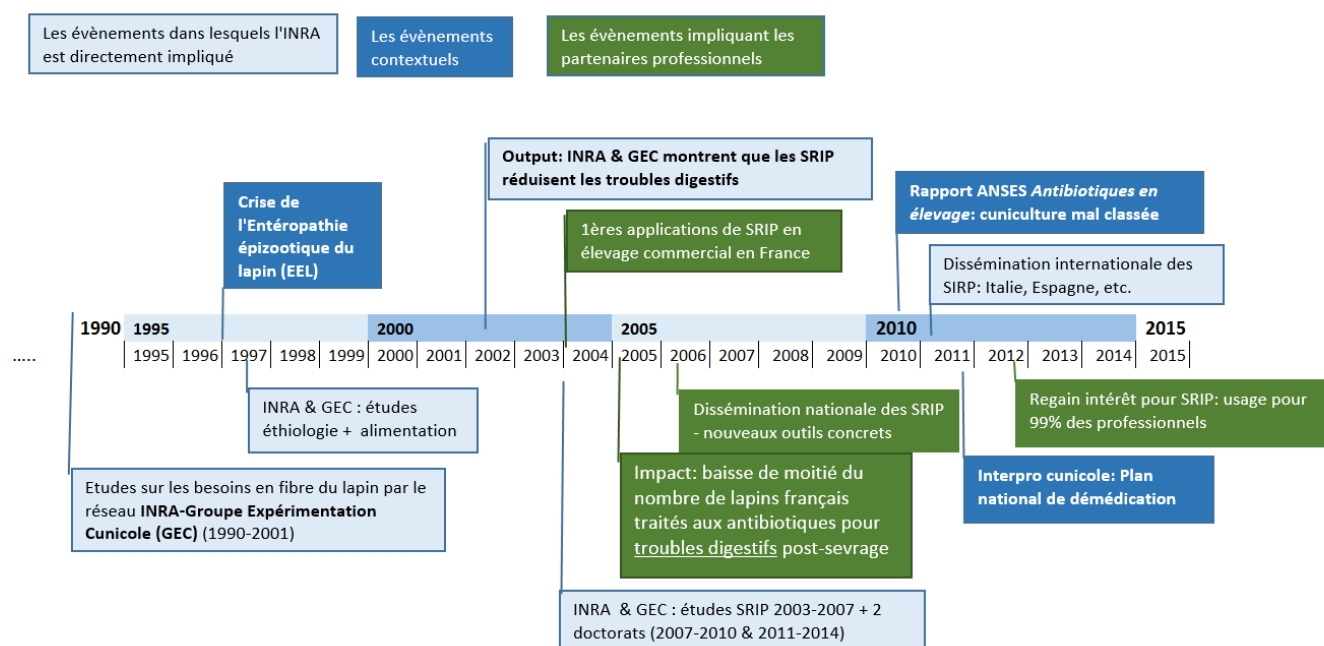 Les évènements dans lesquels l'INRA
est directement impliqué
Les évènements
contextuels
Les évènements impliquant les
partenaires professionnels
Output: INRA & GEC montrent que les SRIP
réduisent les troubles digestifs
Crise de
l'Entéropathie
épizootique du
lapin (EEL)
1ères applications de SRIP en
élevage commercial en France
Rapport ANSES Antibiotiques en
élevage: cuniculture mal classée
Dissémination internationale des
SIRP: Italie, Espagne, etc.
1990 1995 2000 2005 2010 2015
..... 1995 1996 1997 1998 1999 2000 2001 2002 2003 2004 2005 2006 2007 2008 2009 2010 2011 2012 2013 2014 2015
INRA & GEC : études
éthiologie + alimentation
Dissémination nationale des SRIP
- nouveaux outils concrets
Regain intérêt pour SRIP: usage pour
99% des professionnels
Etudes sur les besoins en fibre du lapin par le
réseau INRA-Groupe Expérimentation
Cunicole (GEC) (1990-2001)
Impact: baisse de moitié du
nombre de lapins français
traités aux antibiotiques pour
troubles digestifs post-sevrage
Interpro cunicole: Plan
national de démédication
INRA & GEC : études SRIP 2003-2007 + 2
doctorats (2007-2010 & 2011-2014)